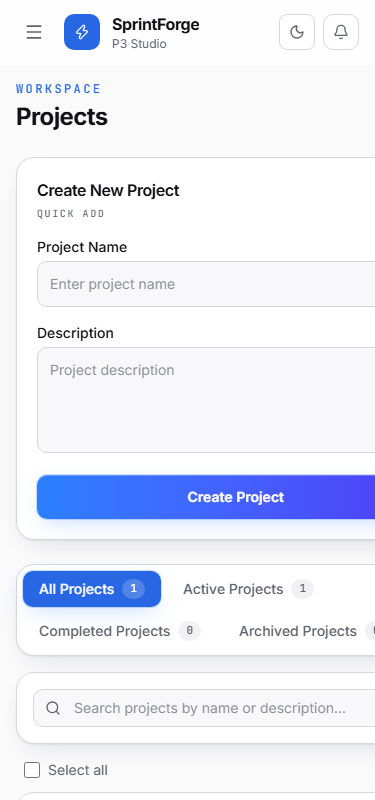 SprintForge
P3 Studio
WORKSPACE
Projects
Create New Project
QUICK ADD
Project Name
Enter project name
Description
Project description
Create Project
All Projects 1 Active Projects 1
Completed Projects 0 Archived Projects
Search projects by name or description...
Select all